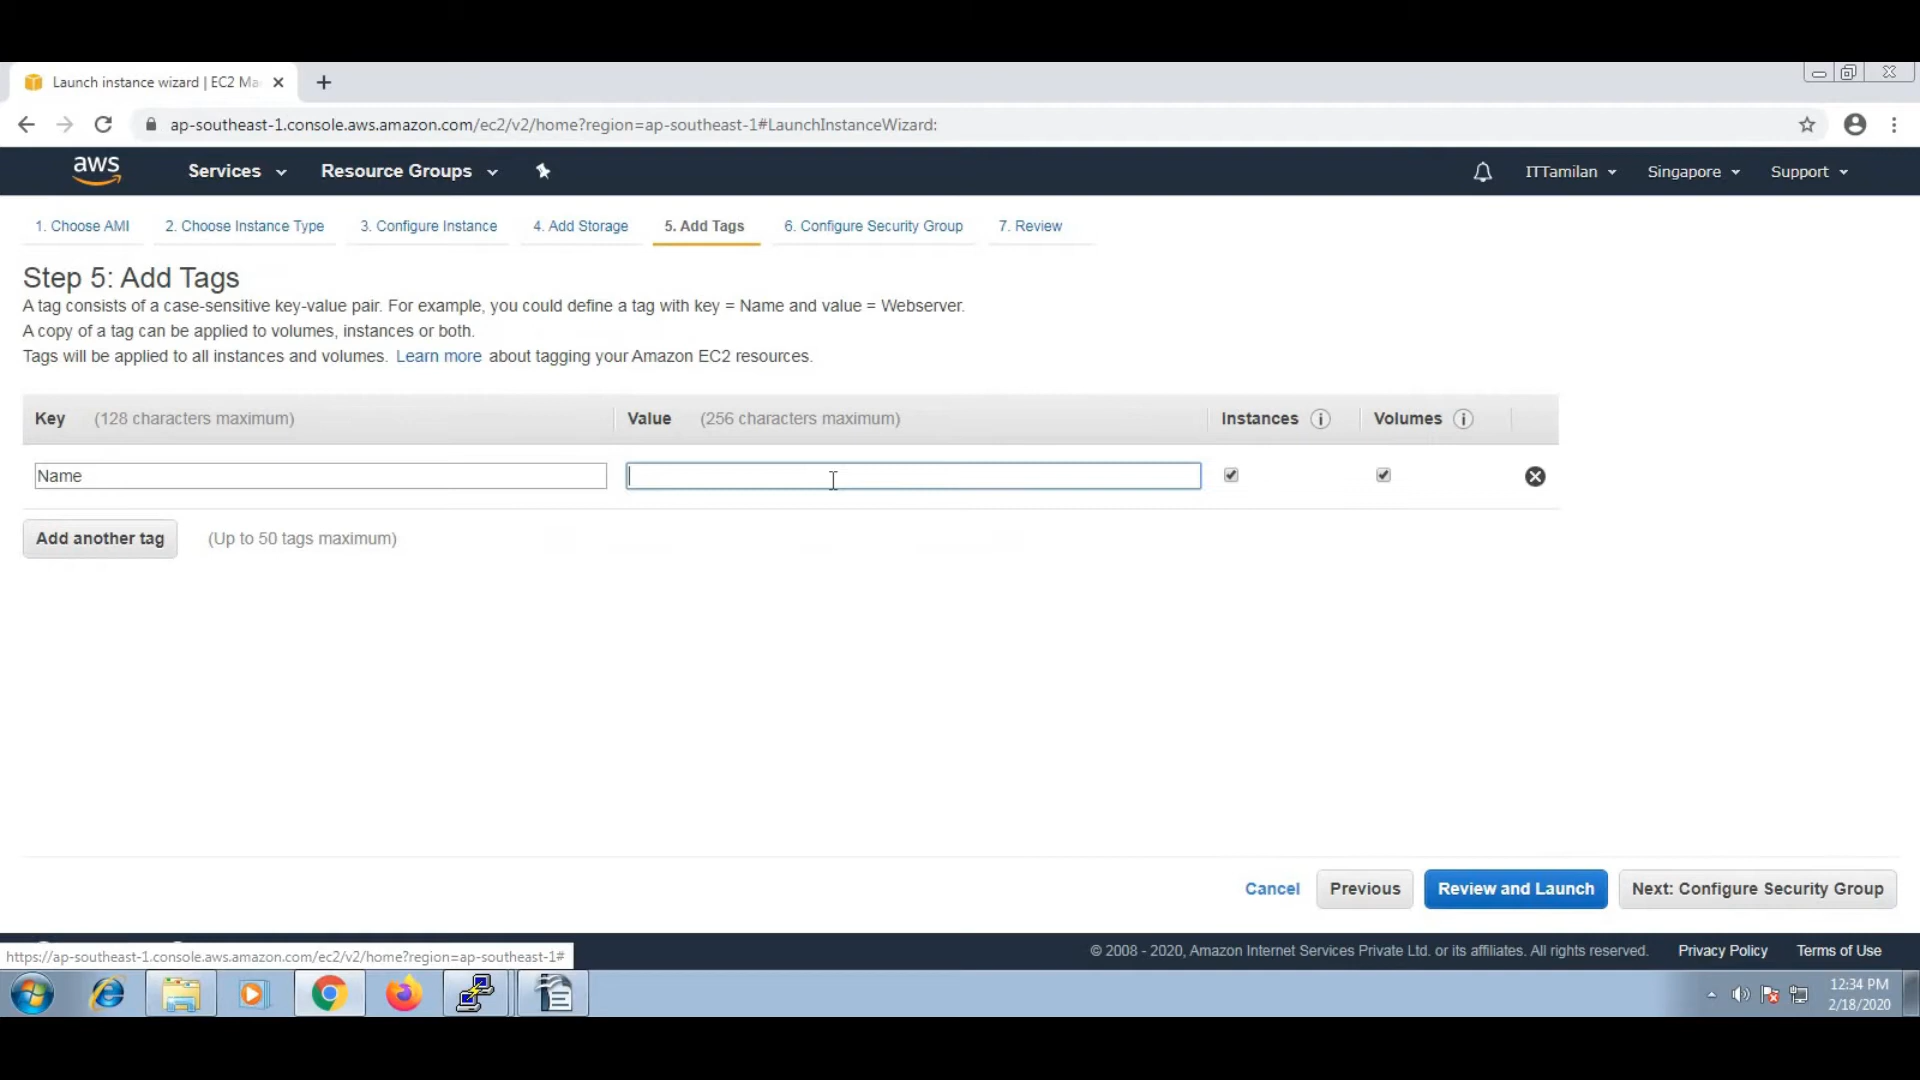 Launch instance wizard | EC2 Ma
ap-southeast-1.console.aws.amazon.com/ec2/v2/home?region=ap-southeast-1#LaunchInstanceWizard:
aws Services Resource Groups ITTamilan Singapore Support
1. Choose AMI 2. Choose Instance Type 3. Configure Instance 4. Add Storage 5. Add Tags 6. Configure Security Group 7. Review
Step 5: Add Tags
A tag consists of a case-sensitive key-value pair. For example, you could define a tag with key = Name and value = Webserver.
A copy of a tag can be applied to volumes, instances or both.
Tags will be applied to all instances and volumes. Learn more about tagging your Amazon EC2 resources.
Key (128 characters maximum) Value (256 characters maximum) Instances Volumes
Name
Add another tag (Up to 50 tags maximum)
Cancel Previous Review and Launch Next: Configure Security Group
© 2008 - 2020, Amazon Internet Services Private Ltd. or its affiliates. All rights reserved. Privacy Policy Terms of Use
https://ap-southeast-1.console.aws.amazon.com/ec2/v2/home?region=ap-southeast-1#
12:34 PM
2/18/2020